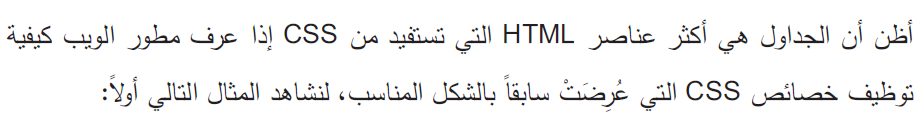 أظن أن الجداول هي أكثر عناصر HTML التي تستفيد من CSS إذا عرف مطور الويب كيفية
توظيف خصائص CSS التي عُرِضَتْ سابقاً بالشكل المناسب، لنشاهد المثال التالي أولاً: